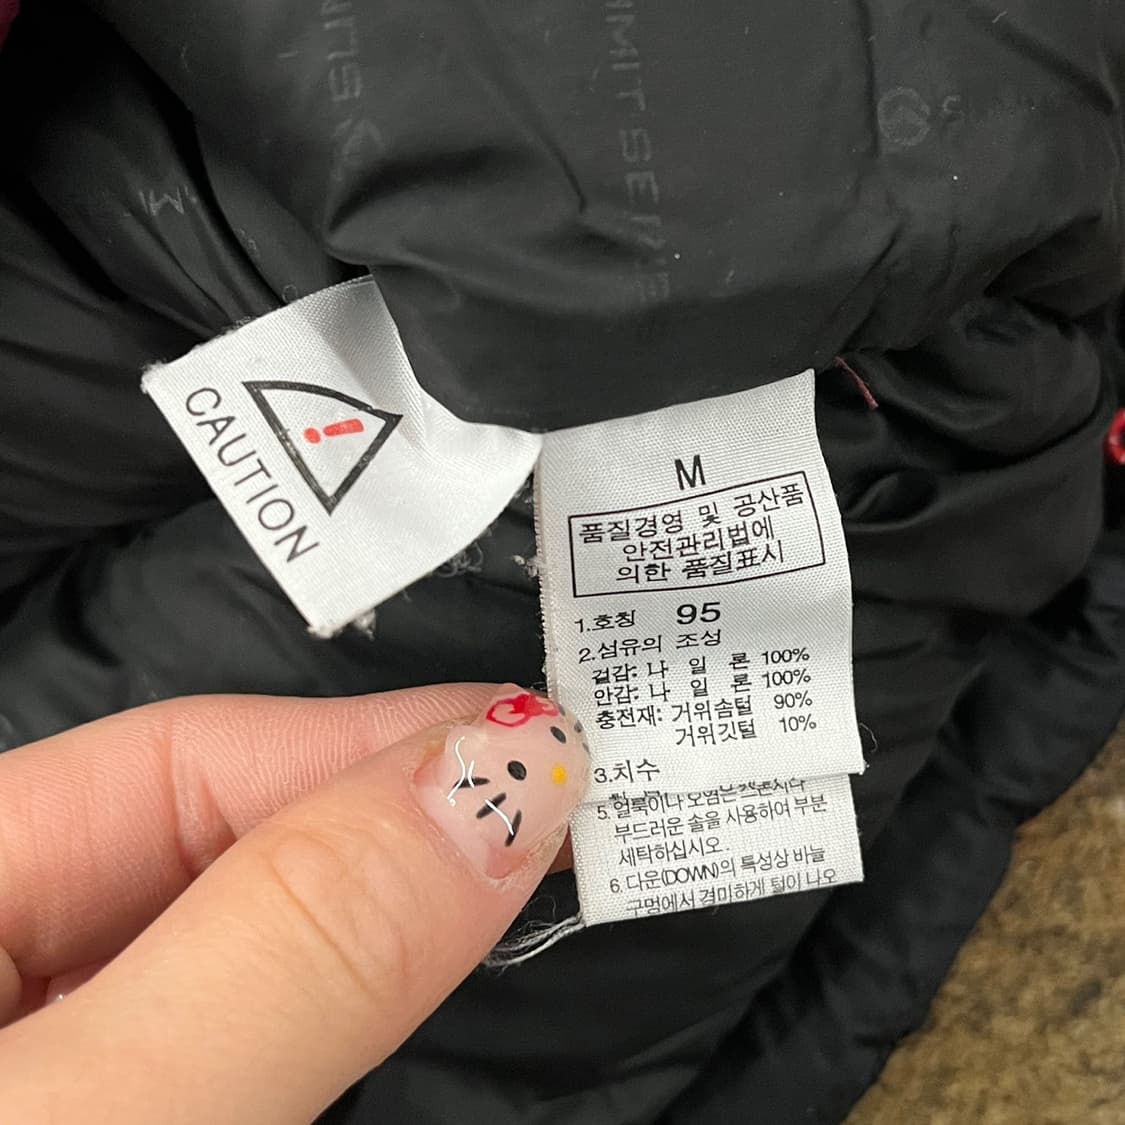 SUM
MMIT SERIE
M
CAUTION
!
M
품질경영 및 공산품
안전관리법에
의한 품질표시
1.호칭 95
2.섬유의 조성
겉감: 나 일 론 100%
안감: 나 일 론 100%
충전재: 거위솜털 90%
거위깃털 10%
3.치수
5. 얼룩이나 오염은
부드러운 솔을 사용하여 부분
세탁하십시오.
6. 다운(DOWN)의 특성상 바늘
구멍에서 경미하게 털이 나오